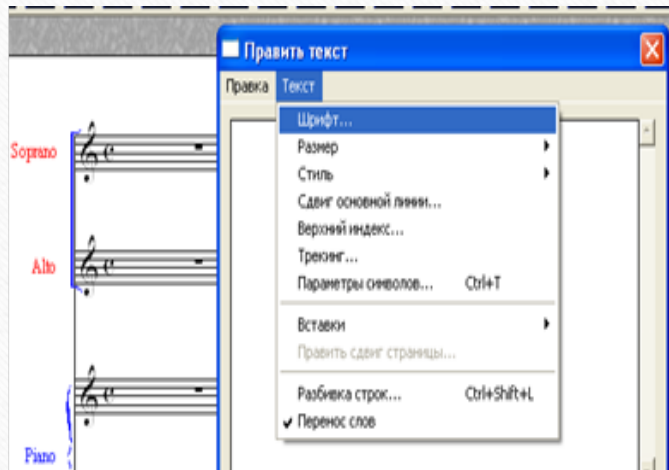 Править текст
Правка Текст
Шрифт...
Размер
Стиль
Сдвиг основной линии...
Верхний индекс...
Трекинг...
Параметры символов... Ctrl+T
Вставки
Править сдвиг страницы...
Разбивка строк... Ctrl+Shift+L
Перенос слов
Soprano
Alto
Piano